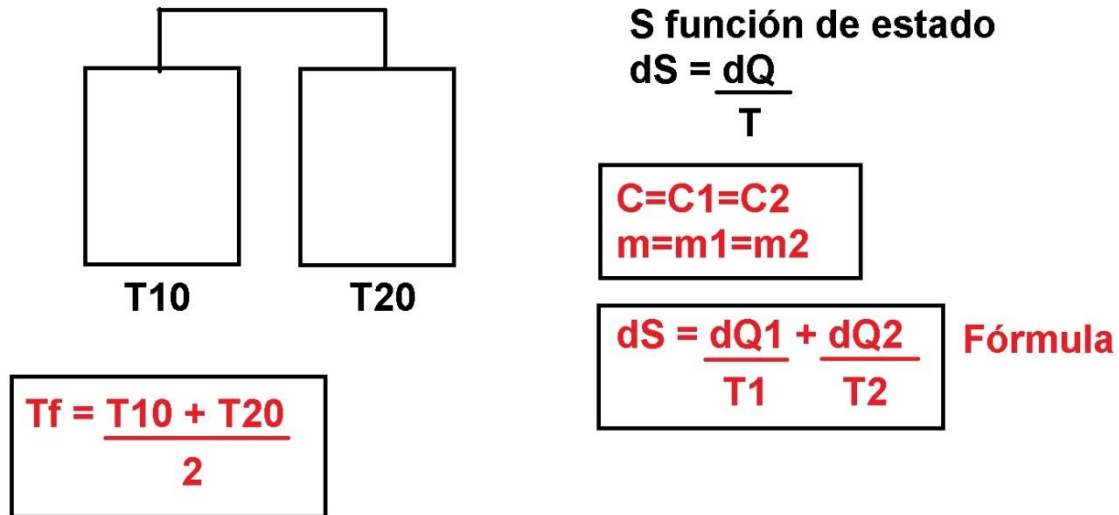 S función de estado
dS = dQ
T
C=C1=C2
m=m1=m2
T10 T20
dS = dQ1 + dQ2 Fórmula
T1 T2
Tf = T10 + T20
2